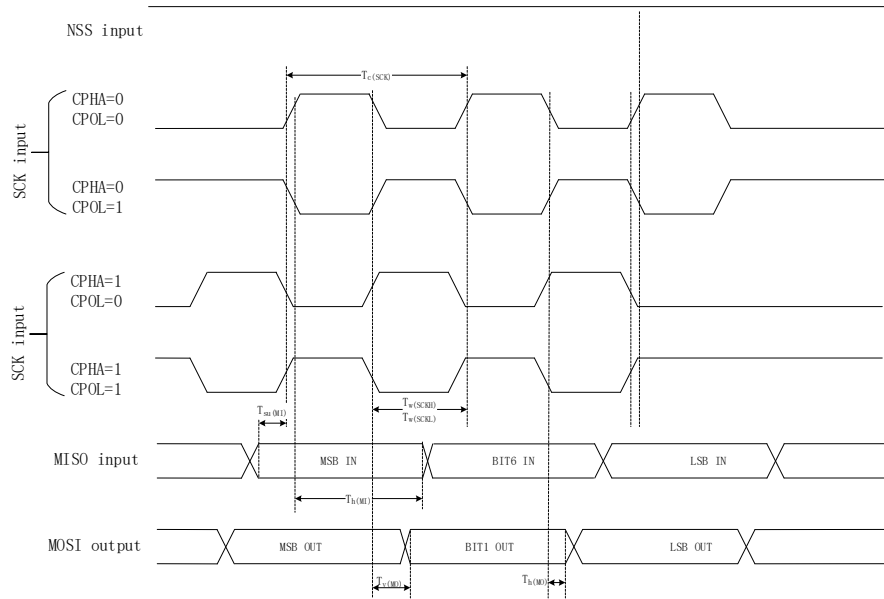 NSS input
Tc(SCK)
SCK input
CPHA=0
CPOL=0
CPHA=0
CPOL=1
SCK input
CPHA=1
CPOL=0
CPHA=1
CPOL=1
Tw(SCKH)
Tw(SCKL)
Tsu(MI)
MISO input
MSB IN
BIT6 IN
LSB IN
Th(MI)
MOSI output
MSB OUT
BIT1 OUT
LSB OUT
Tv(MO)
Th(MO)